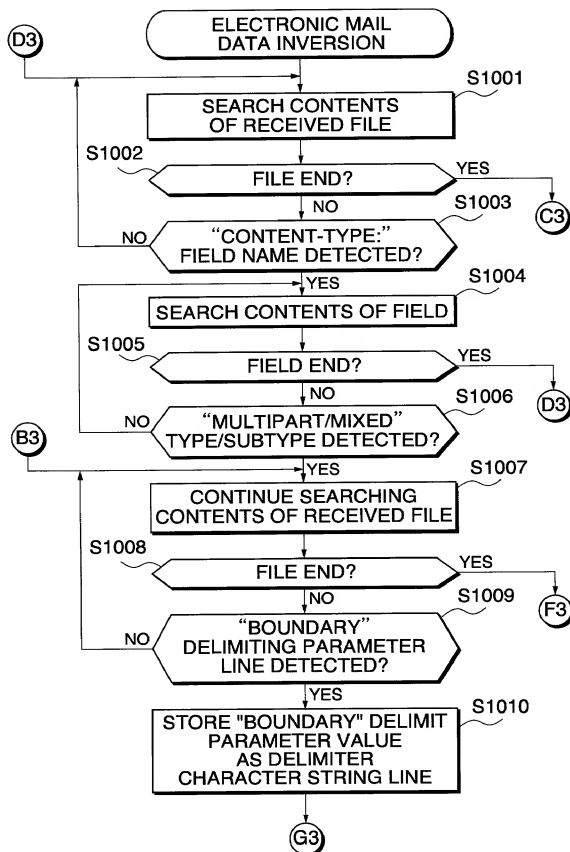 ELECTRONIC MAIL
DATA INVERSION
D3
S1001
SEARCH CONTENTS
OF RECEIVED FILE
S1002
FILE END?
YES
C3
NO
S1003
"CONTENT-TYPE:"
FIELD NAME DETECTED?
NO
YES
S1004
SEARCH CONTENTS OF FIELD
S1005
FIELD END?
YES
D3
NO
S1006
"MULTIPART/MIXED"
TYPE/SUBTYPE DETECTED?
NO
B3
YES
S1007
CONTINUE SEARCHING
CONTENTS OF RECEIVED FILE
S1008
FILE END?
YES
F3
NO
S1009
"BOUNDARY"
DELIMITING PARAMETER
LINE DETECTED?
NO
YES
S1010
STORE "BOUNDARY" DELIMIT
PARAMETER VALUE
AS DELIMITER
CHARACTER STRING LINE
G3